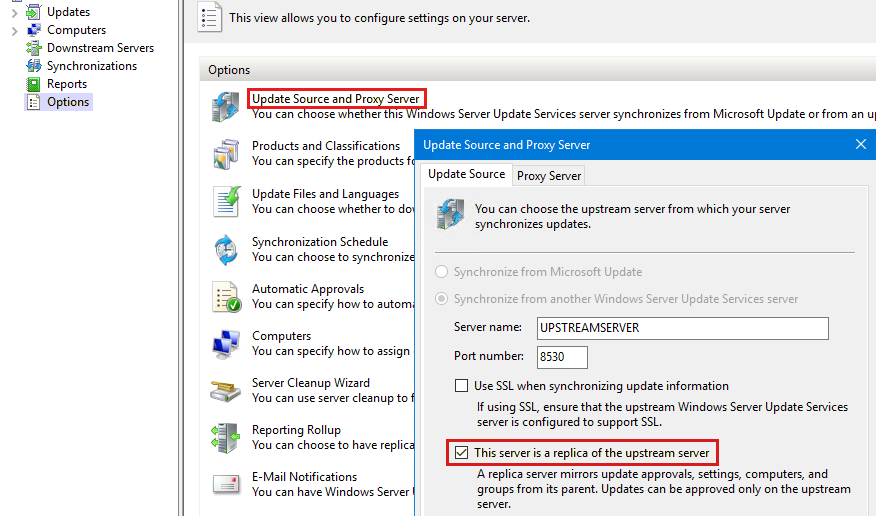 Updates
Computers
Downstream Servers
Synchronizations
Reports
Options
This view allows you to configure settings on your server.
Options
Update Source and Proxy Server
You can choose whether this Windows Server Update Services server synchronizes from Microsoft Update or from an
Products and Classifications
You can specify the products
Update Files and Languages
You can choose whether to
Synchronization Schedule
You can choose to synchronize
Automatic Approvals
You can specify how to
Computers
You can specify how to assign
Server Cleanup Wizard
You can use server cleanup to
Reporting Rollup
You can choose to have
E-Mail Notifications
You can have Windows Server
Update Source and Proxy Server
Update Source
Proxy Server
You can choose the upstream server from which your server
synchronizes updates.
Synchronize from Microsoft Update
Synchronize from another Windows Server Update Services server
Server name: UPSTREAMSERVER
Port number: 8530
Use SSL when synchronizing update information
If using SSL, ensure that the upstream Windows Server Update Services
server is configured to support SSL.
This server is a replica of the upstream server
A replica server mirrors update approvals, settings, computers, and
groups from its parent. Updates can be approved only on the upstream
server.